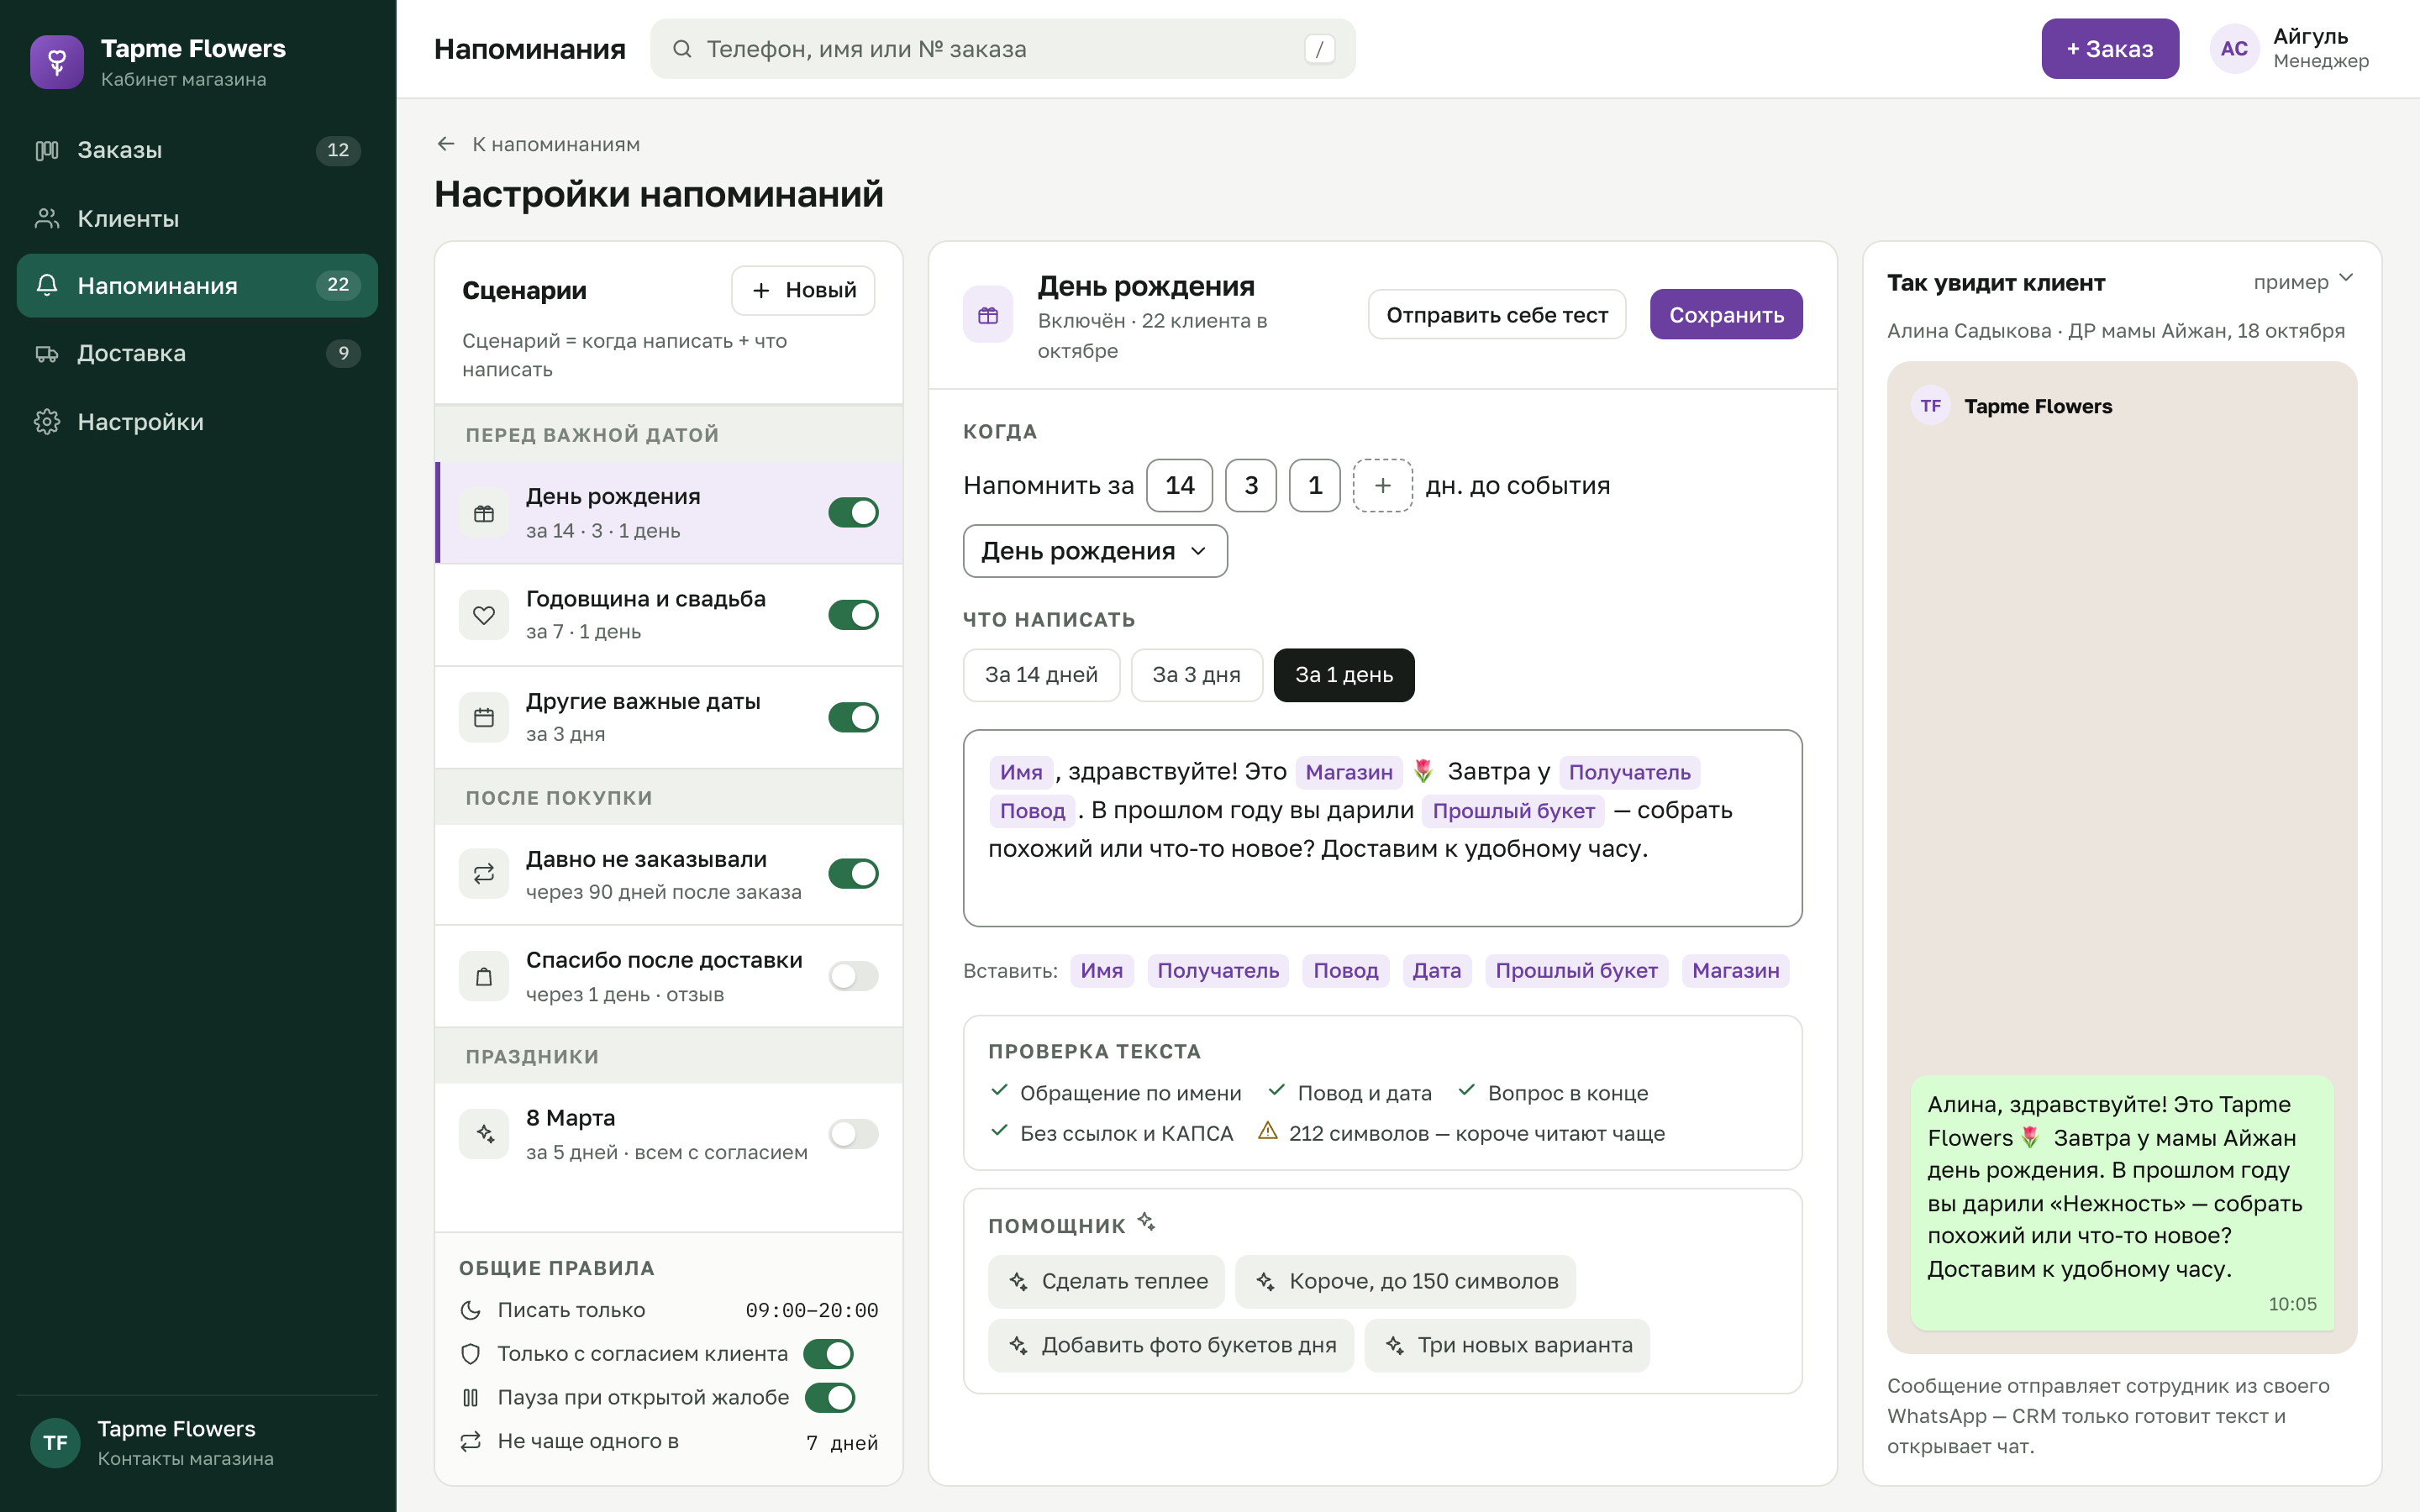 Tapme Flowers
Кабинет магазина
Заказы 12
Клиенты
Напоминания 22
Доставка 9
Настройки
Tapme Flowers
TF
Контакты магазина
Напоминания
Телефон, имя или № заказа /
+ Заказ
АС
Айгуль
Менеджер
← К напоминаниям
Настройки напоминаний
Сценарии
+ Новый
Сценарий = когда написать + что
написать
ПЕРЕД ВАЖНОЙ ДАТОЙ
День рождения
за 14 · 3 · 1 день
Годовщина и свадьба
за 7 · 1 день
Другие важные даты
за 3 дня
ПОСЛЕ ПОКУПКИ
Давно не заказывали
через 90 дней после заказа
Спасибо после доставки
через 1 день · отзыв
ПРАЗДНИКИ
8 Марта
за 5 дней · всем с согласием
ОБЩИЕ ПРАВИЛА
Писать только 09:00–20:00
Только с согласием клиента
Пауза при открытой жалобе
Не чаще одного в 7 дней
День рождения
Включён · 22 клиента в
октябре
Отправить себе тест
Сохранить
КОГДА
Напомнить за 14 3 1 + дн. до события
День рождения
ЧТО НАПИСАТЬ
За 14 дней За 3 дня За 1 день
Имя , здравствуйте! Это Магазин 🌷 Завтра у Получатель
Повод . В прошлом году вы дарили Прошлый букет — собрать
похожий или что-то новое? Доставим к удобному часу.
Вставить: Имя Получатель Повод Дата Прошлый букет Магазин
ПРОВЕРКА ТЕКСТА
Обращение по имени Повод и дата Вопрос в конце
Без ссылок и КАПСА 212 символов — короче читают чаще
ПОМОЩНИК
Сделать теплее Короче, до 150 символов
Добавить фото букетов дня Три новых варианта
Так увидит клиент
пример
Алина Садыкова · ДР мамы Айжан, 18 октября
TF Tapme Flowers
Алина, здравствуйте! Это Tapme
Flowers 🌷 Завтра у мамы Айжан
день рождения. В прошлом году
вы дарили «Нежность» — собрать
похожий или что-то новое?
Доставим к удобному часу.
10:05
Сообщение отправляет сотрудник из своего
WhatsApp — CRM только готовит текст и
открывает чат.